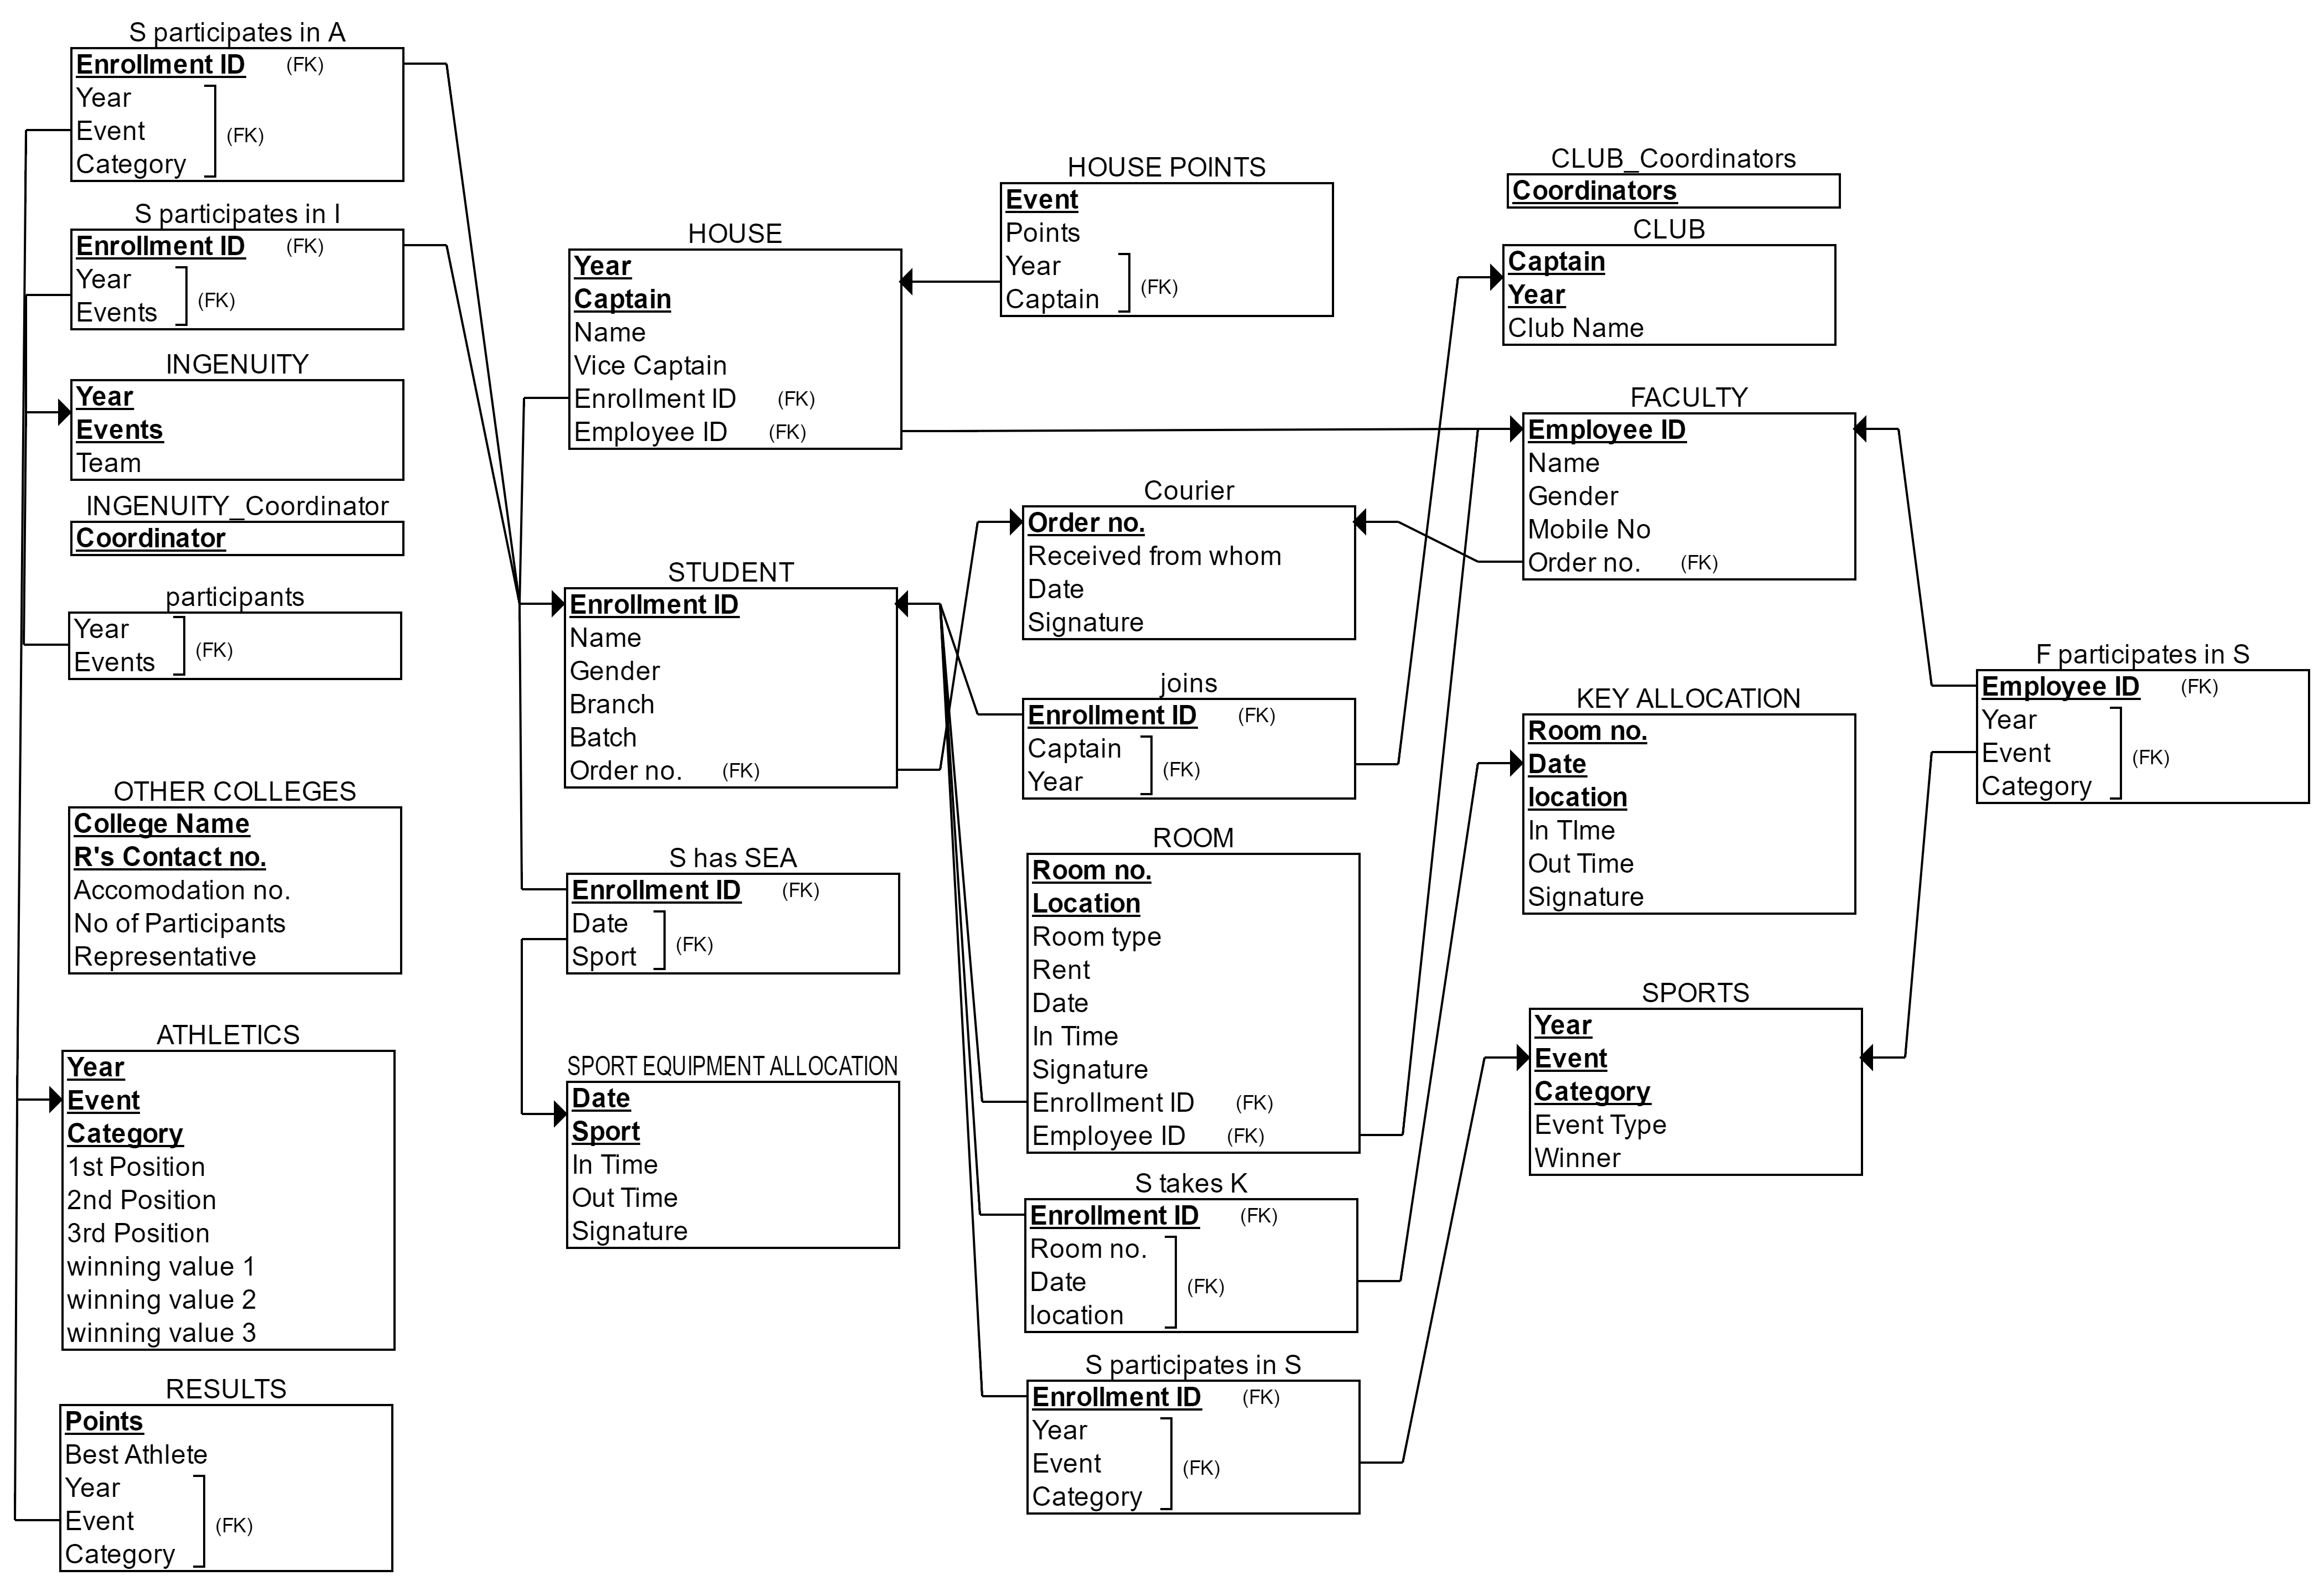 S participates in A
Enrollment ID (FK)
Year
Event (FK)
Category
S participates in I
Enrollment ID (FK)
Year
Events (FK)
INGENUITY
Year
Events
Team
INGENUITY_Coordinator
Coordinator
participants
Year
Events (FK)
OTHER COLLEGES
College Name
R's Contact no.
Accomodation no.
No of Participants
Representative
ATHLETICS
Year
Event
Category
1st Position
2nd Position
3rd Position
winning value 1
winning value 2
winning value 3
RESULTS
Points
Best Athlete
Year
Event (FK)
Category
HOUSE
Year
Captain
Name
Vice Captain
Enrollment ID (FK)
Employee ID (FK)
STUDENT
Enrollment ID
Name
Gender
Branch
Batch
Order no. (FK)
S has SEA
Enrollment ID (FK)
Date
Sport (FK)
SPORT EQUIPMENT ALLOCATION
Date
Sport
In Time
Out Time
Signature
HOUSE POINTS
Event
Points
Year
Captain (FK)
Courier
Order no.
Received from whom
Date
Signature
joins
Enrollment ID (FK)
Captain
Year (FK)
ROOM
Room no.
Location
Room type
Rent
Date
In Time
Signature
Enrollment ID (FK)
Employee ID (FK)
S takes K
Enrollment ID (FK)
Room no.
Date (FK)
location
S participates in S
Enrollment ID (FK)
Year
Event (FK)
Category
CLUB_Coordinators
Coordinators
CLUB
Captain
Year
Club Name
FACULTY
Employee ID
Name
Gender
Mobile No
Order no. (FK)
KEY ALLOCATION
Room no.
Date
location
In TIme
Out Time
Signature
SPORTS
Year
Event
Category
Event Type
Winner
F participates in S
Employee ID (FK)
Year
Event (FK)
Category